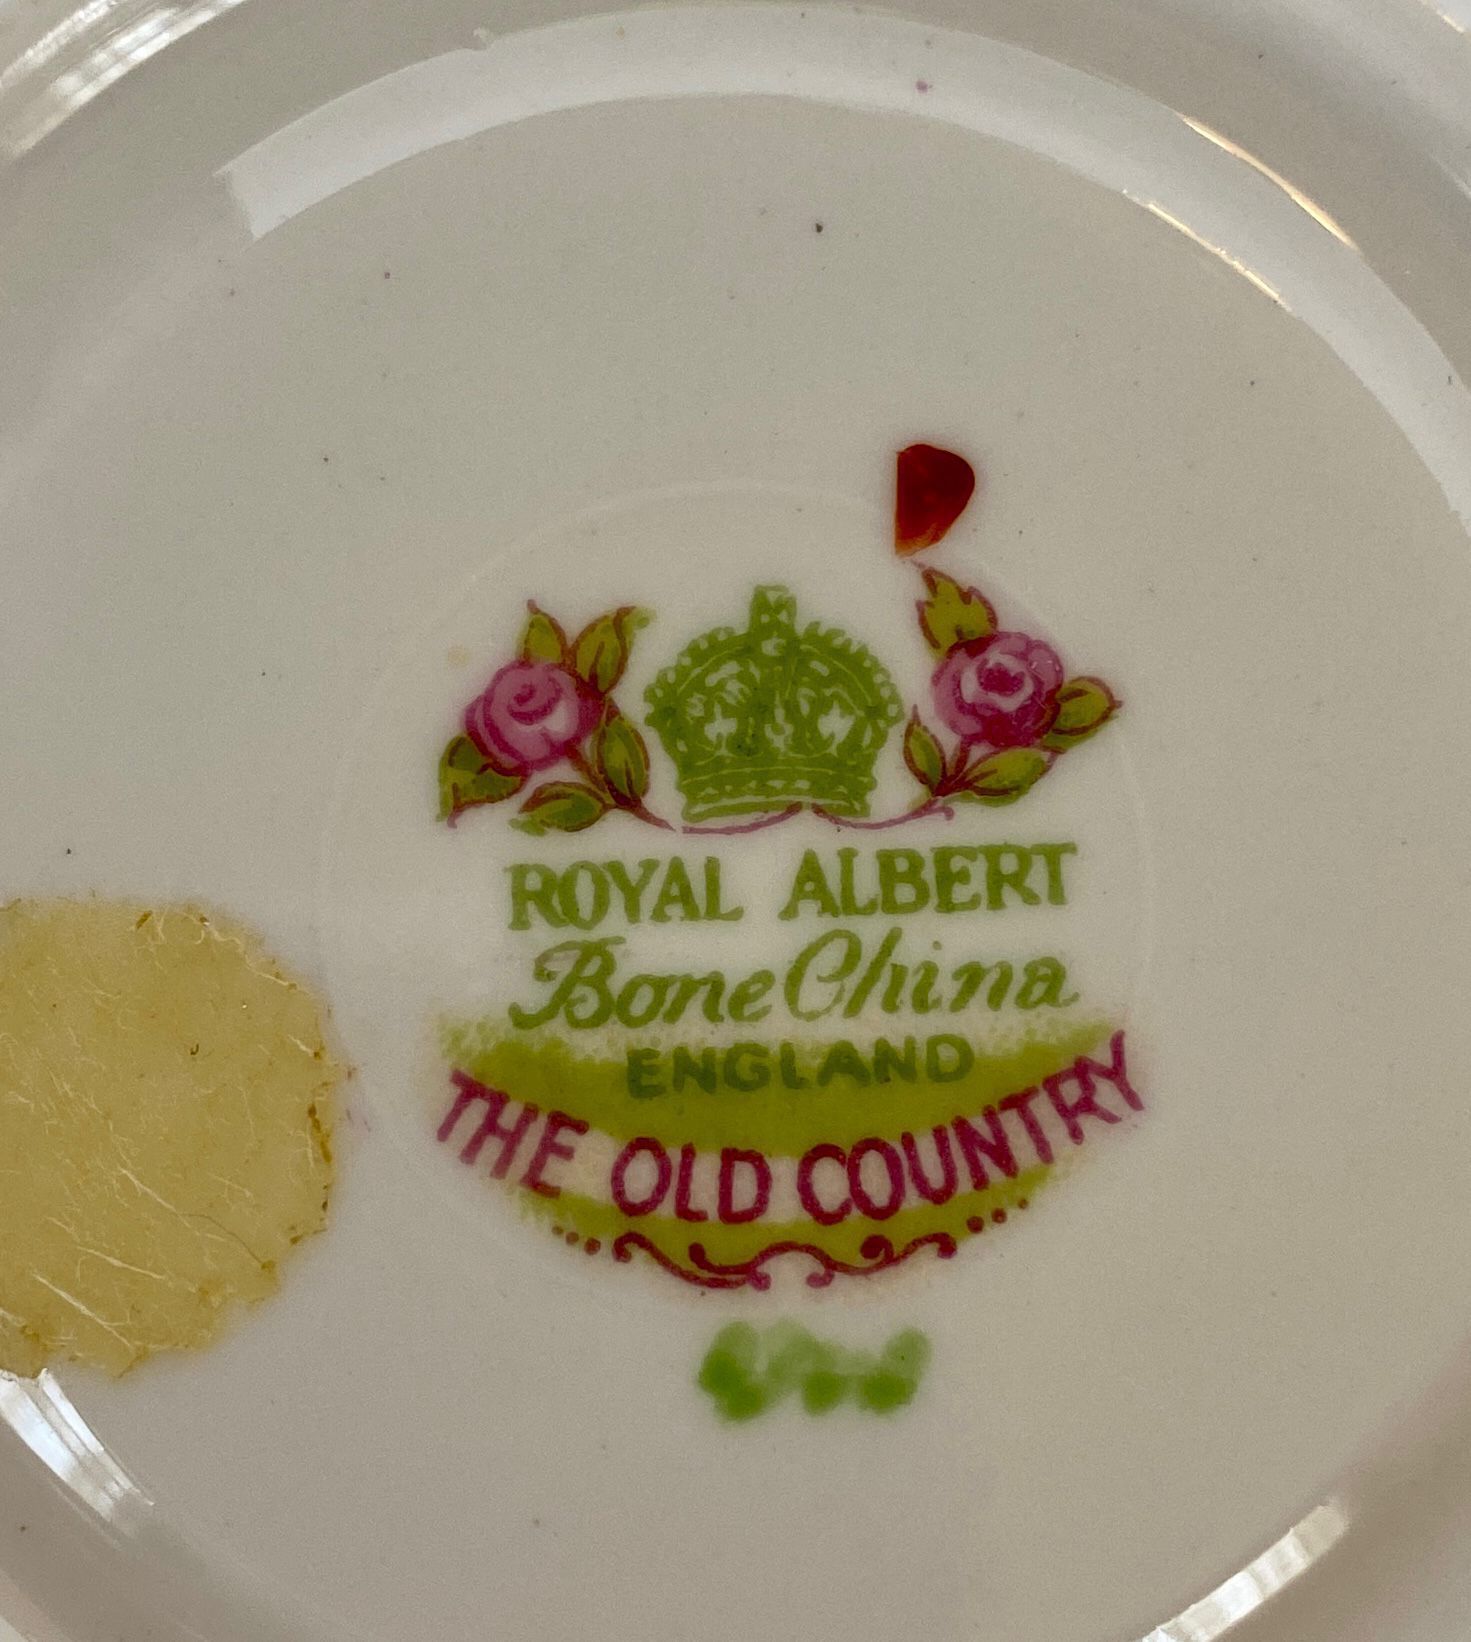 ROYAL ALBERT
Bone China
ENGLAND
THE OLD COUNTRY